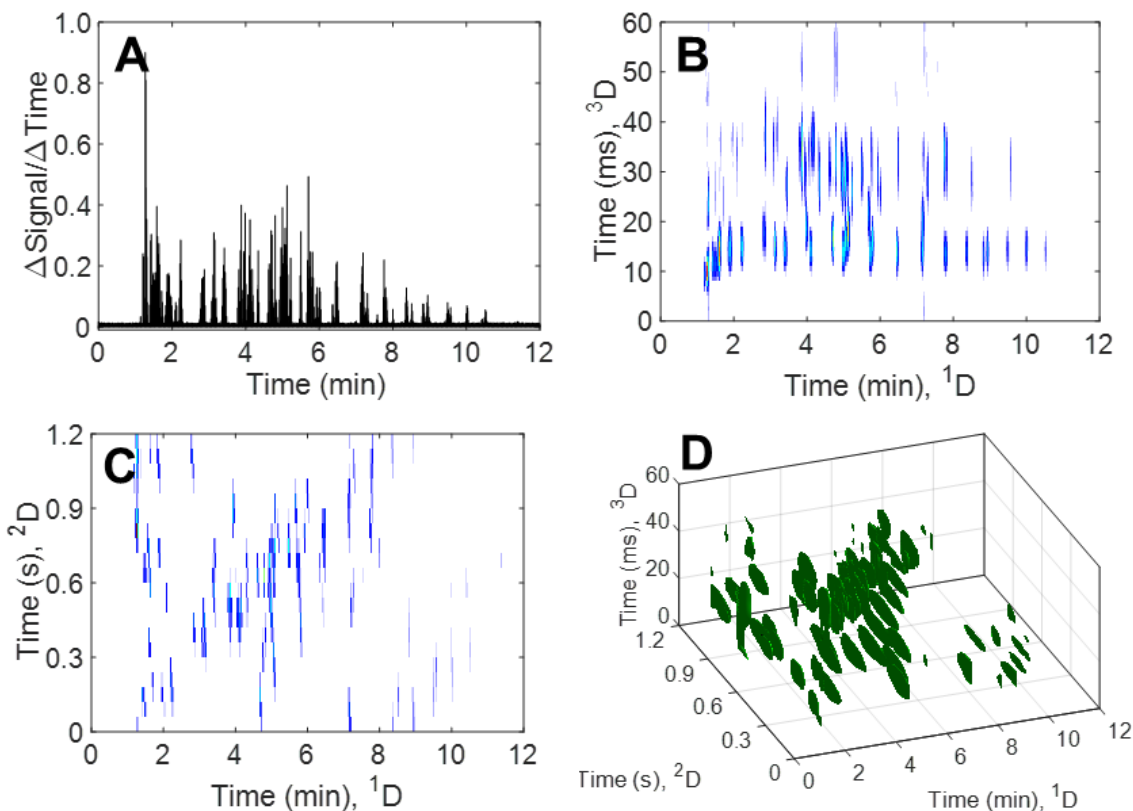 A
ΔSignal/Δ Time
1.0
0.8
0.6
0.4
0.2
0
0 2 4 6 8 10 12
Time (min)
B
Time (ms), ³D
60
50
40
30
20
10
0
0 2 4 6 8 10 12
Time (min), ¹D
C
Time (s), ²D
1.2
0.9
0.6
0.3
0
0 2 4 6 8 10 12
Time (min), ¹D
D
Time (ms), ³D
60
40
20
0
1.2
0.9
0.6
0.3
0
Time (s), ²D
0 2 4 6 8 10 12
Time (min), ¹D